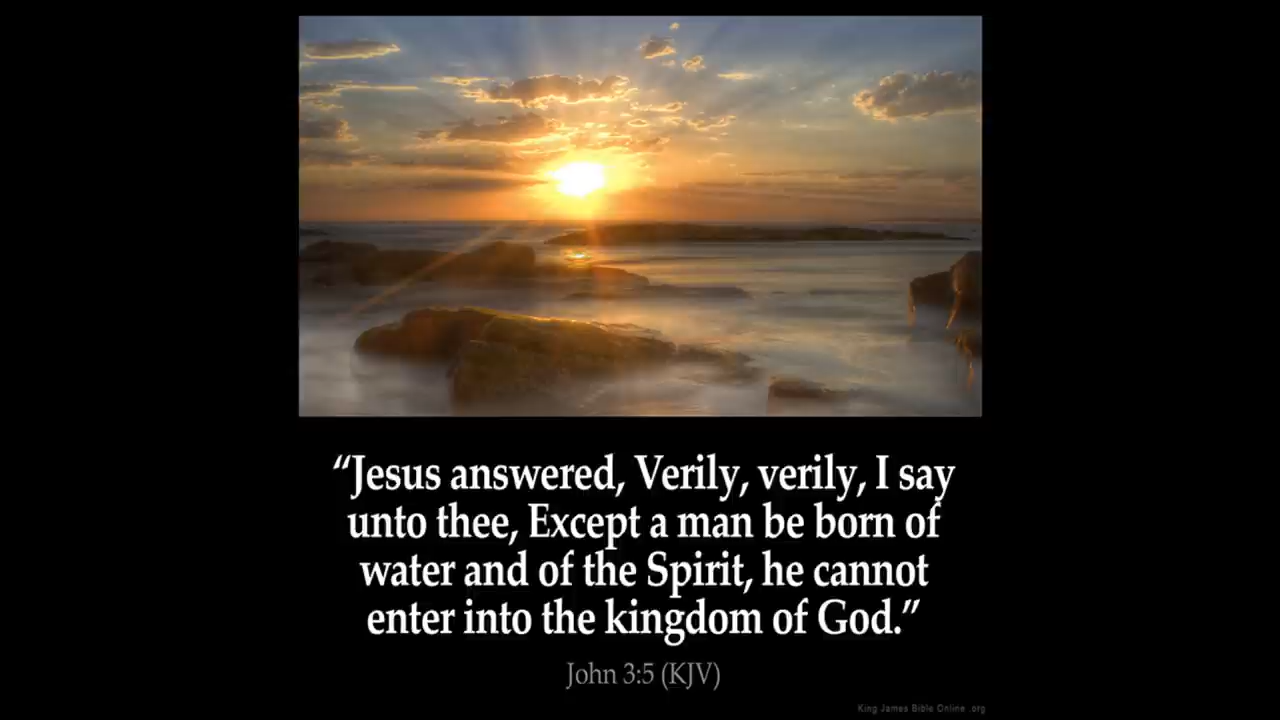 “Jesus answered, Verily, verily, I say
unto thee, Except a man be born of
water and of the Spirit, he cannot
enter into the kingdom of God.”
John 3:5 (KJV)
King James Bible Online .org